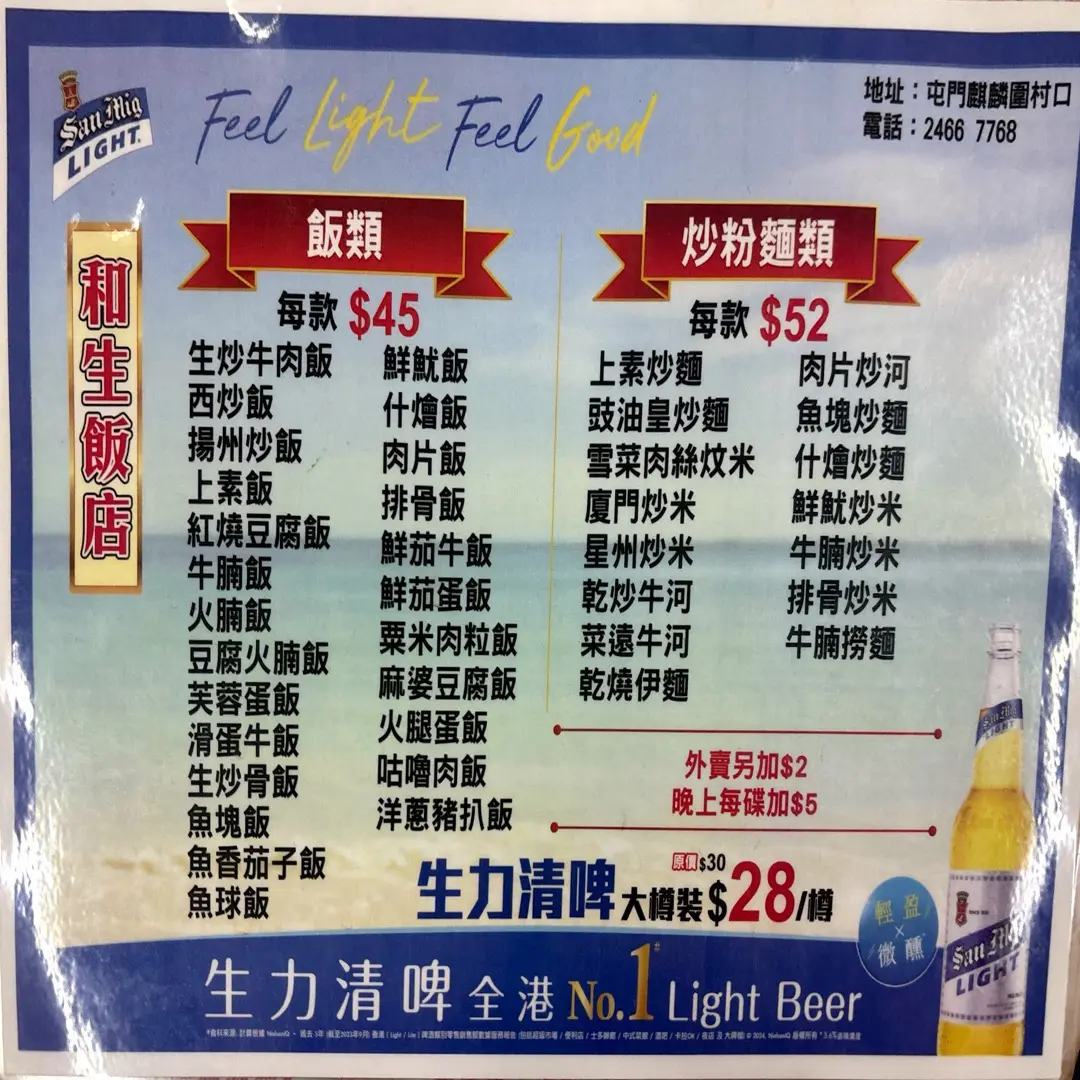 San Mig
LIGHT.
Feel Light Feel Good
地址：屯門麒麟圍村口
電話：2466 7768
和生飯店
飯類
每款 $45
生炒牛肉飯
西炒飯
揚州炒飯
上素飯
紅燒豆腐飯
牛腩飯
火腩飯
豆腐火腩飯
芙蓉蛋飯
滑蛋牛飯
生炒骨飯
魚塊飯
魚香茄子飯
魚球飯
鮮魷飯
什燴飯
肉片飯
排骨飯
鮮茄牛飯
鮮茄蛋飯
粟米肉粒飯
麻婆豆腐飯
火腿蛋飯
咕嚕肉飯
洋蔥豬扒飯
炒粉麵類
每款 $52
上素炒麵
豉油皇炒麵
雪菜肉絲炆米
廈門炒米
星州炒米
乾炒牛河
菜遠牛河
乾燒伊麵
肉片炒河
魚塊炒麵
什燴炒麵
鮮魷炒米
牛腩炒米
排骨炒米
牛腩撈麵
外賣另加$2
晚上每碟加$5
原價$30
生力清啤 大樽裝 $28/樽
輕盈
×
微醺
San Mig
LIGHT
San Mig
LIGHT
生力清啤 全港 No.1# Light Beer